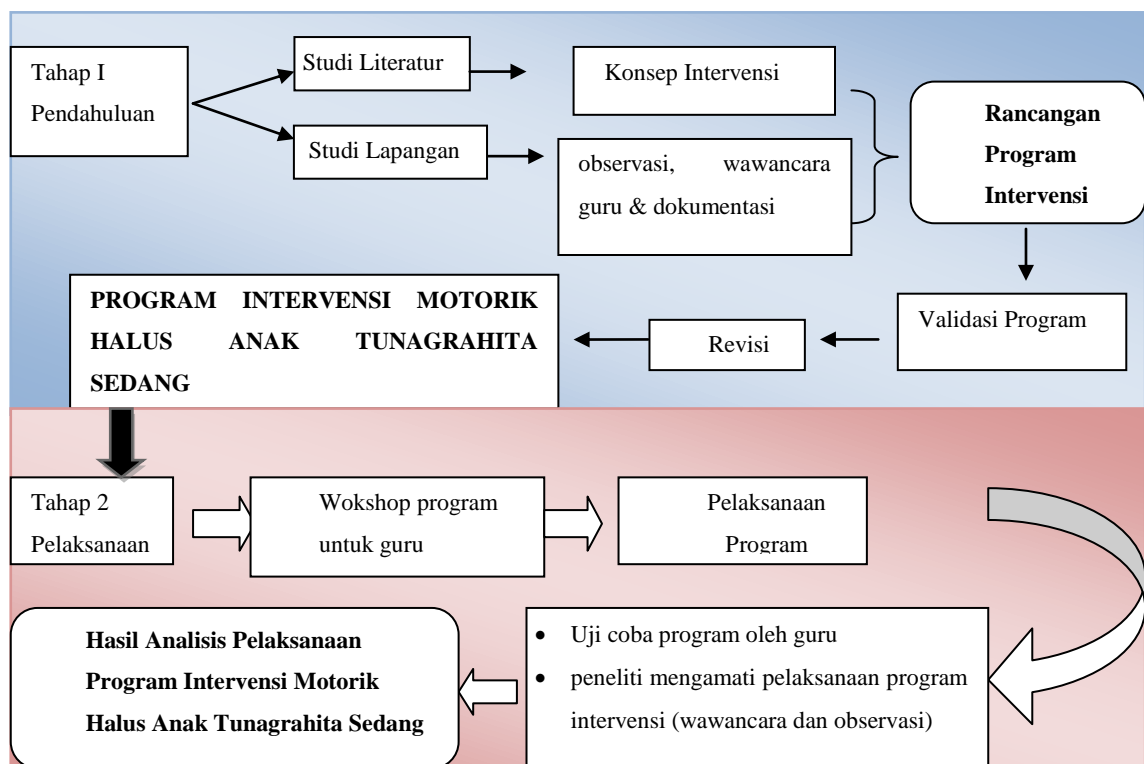 Tahap I
Pendahuluan
Studi Literatur
Studi Lapangan
Konsep Intervensi
observasi, wawancara
guru & dokumentasi
Rancangan
Program
Intervensi
Validasi Program
Revisi
PROGRAM INTERVENSI MOTORIK
HALUS ANAK TUNAGRAHITA
SEDANG
Tahap 2
Pelaksanaan
Wokshop program
untuk guru
Pelaksanaan
Program
• Uji coba program oleh guru
• peneliti mengamati pelaksanaan program
intervensi (wawancara dan observasi)
Hasil Analisis Pelaksanaan
Program Intervensi Motorik
Halus Anak Tunagrahita Sedang